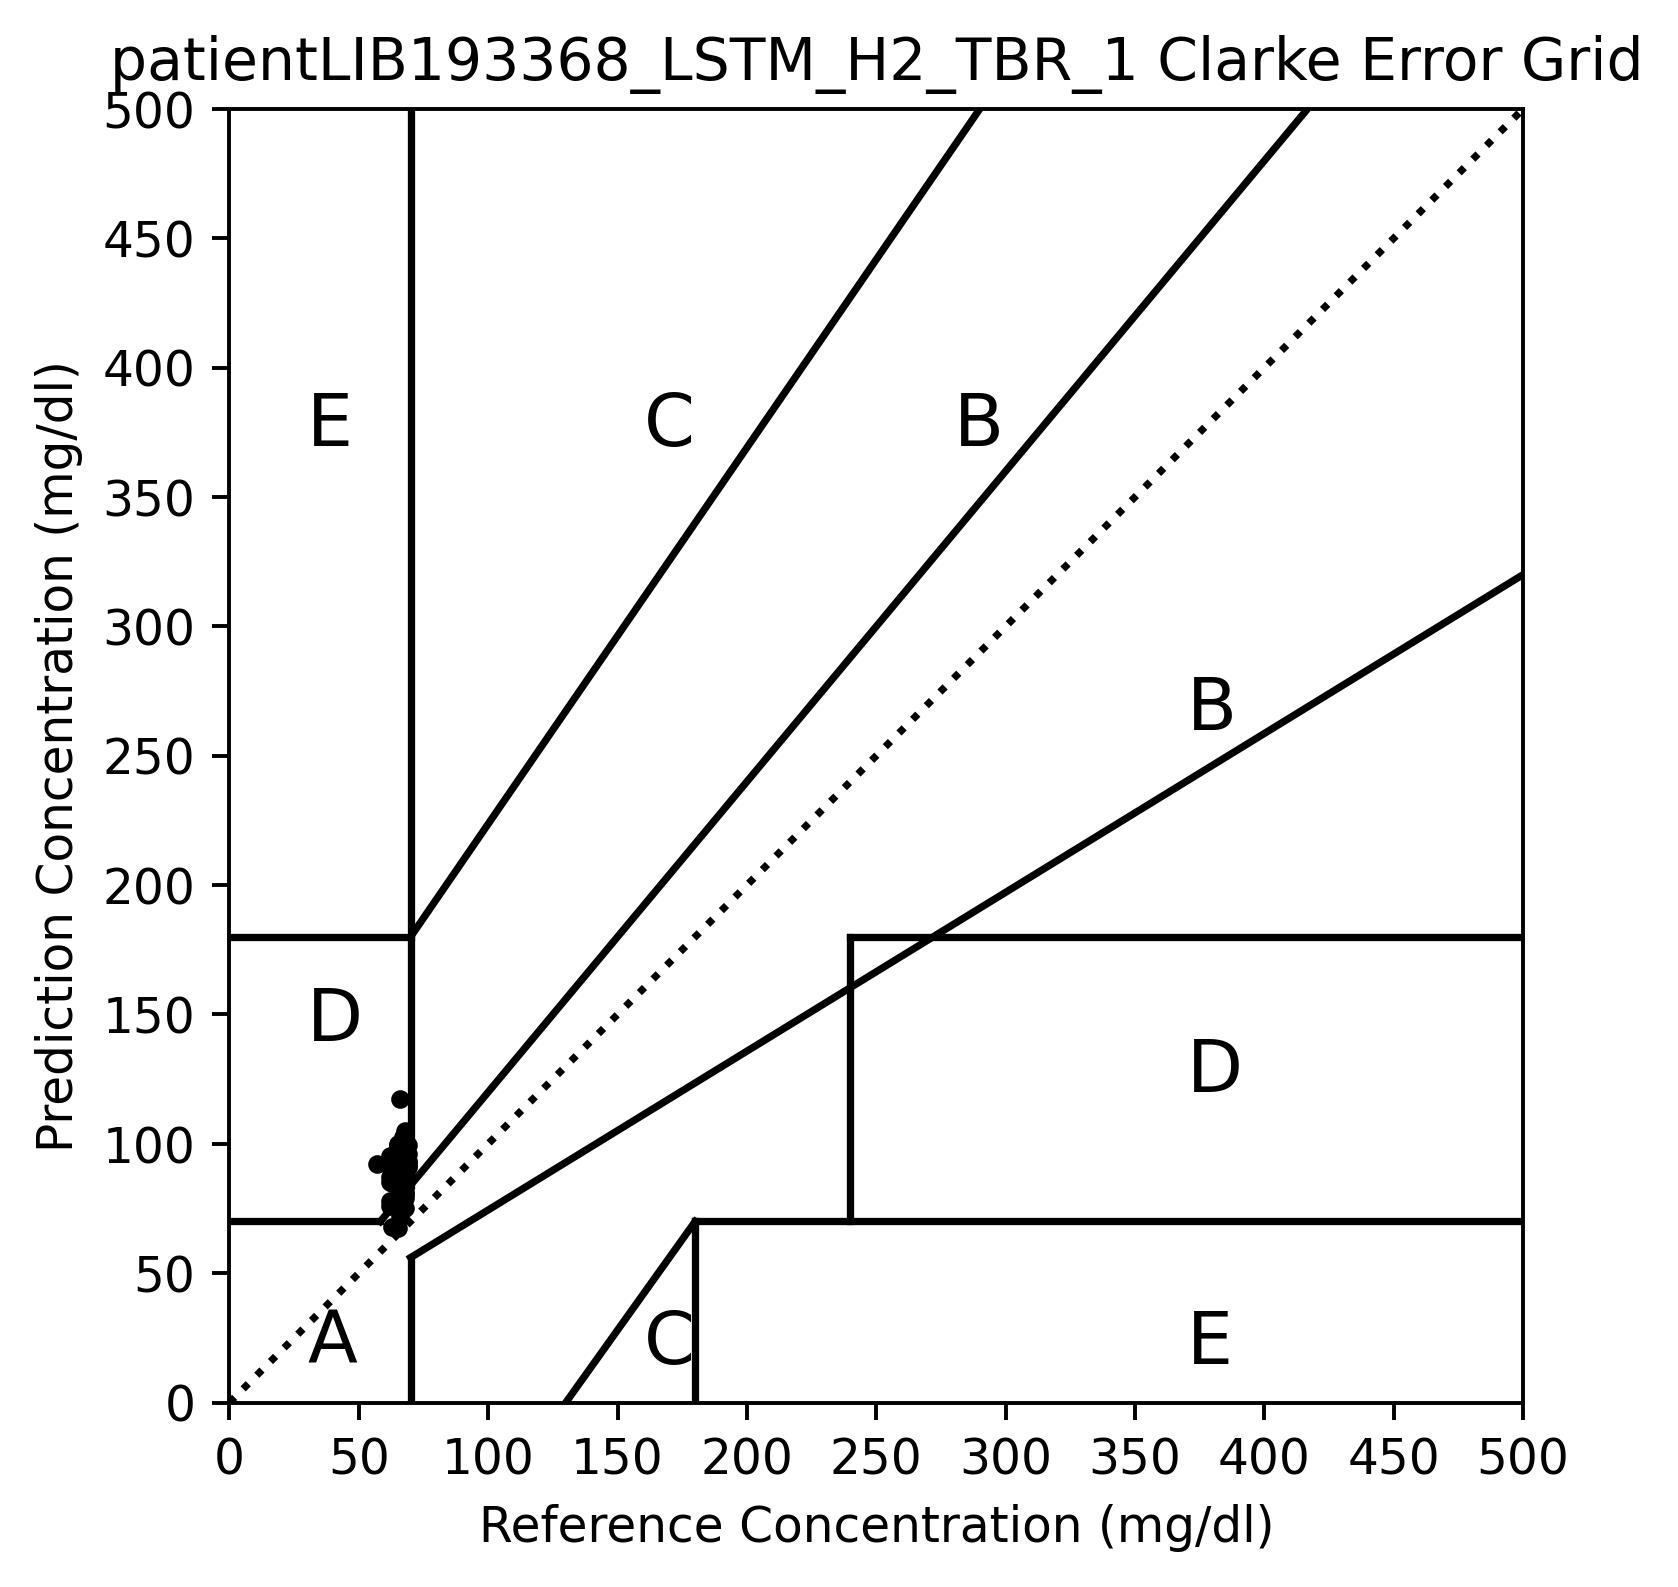 patientLIB193368_LSTM_H2_TBR_1 Clarke Error Grid
500
450
400
350
300
250
200
150
100
50
0
Prediction Concentration (mg/dl)
E
C
B
B
D
D
A
C
E
0 50 100 150 200 250 300 350 400 450 500
Reference Concentration (mg/dl)